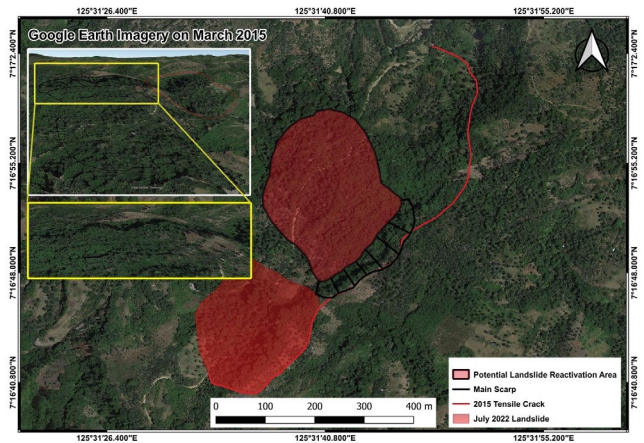 125°31'26.400"E 125°31'40.800"E 125°31'55.200"E
Google Earth Imagery on March 2015
7°17'2.400"N 7°17'2.400"N
7°16'55.200"N 7°16'55.200"N
7°16'48.000"N 7°16'48.000"N
7°16'40.800"N 7°16'40.800"N
Potential Landslide Reactivation Area
Main Scarp
2015 Tensile Crack
July 2022 Landslide
0 100 200 300 400 m
125°31'26.400"E 125°31'40.800"E 125°31'55.200"E